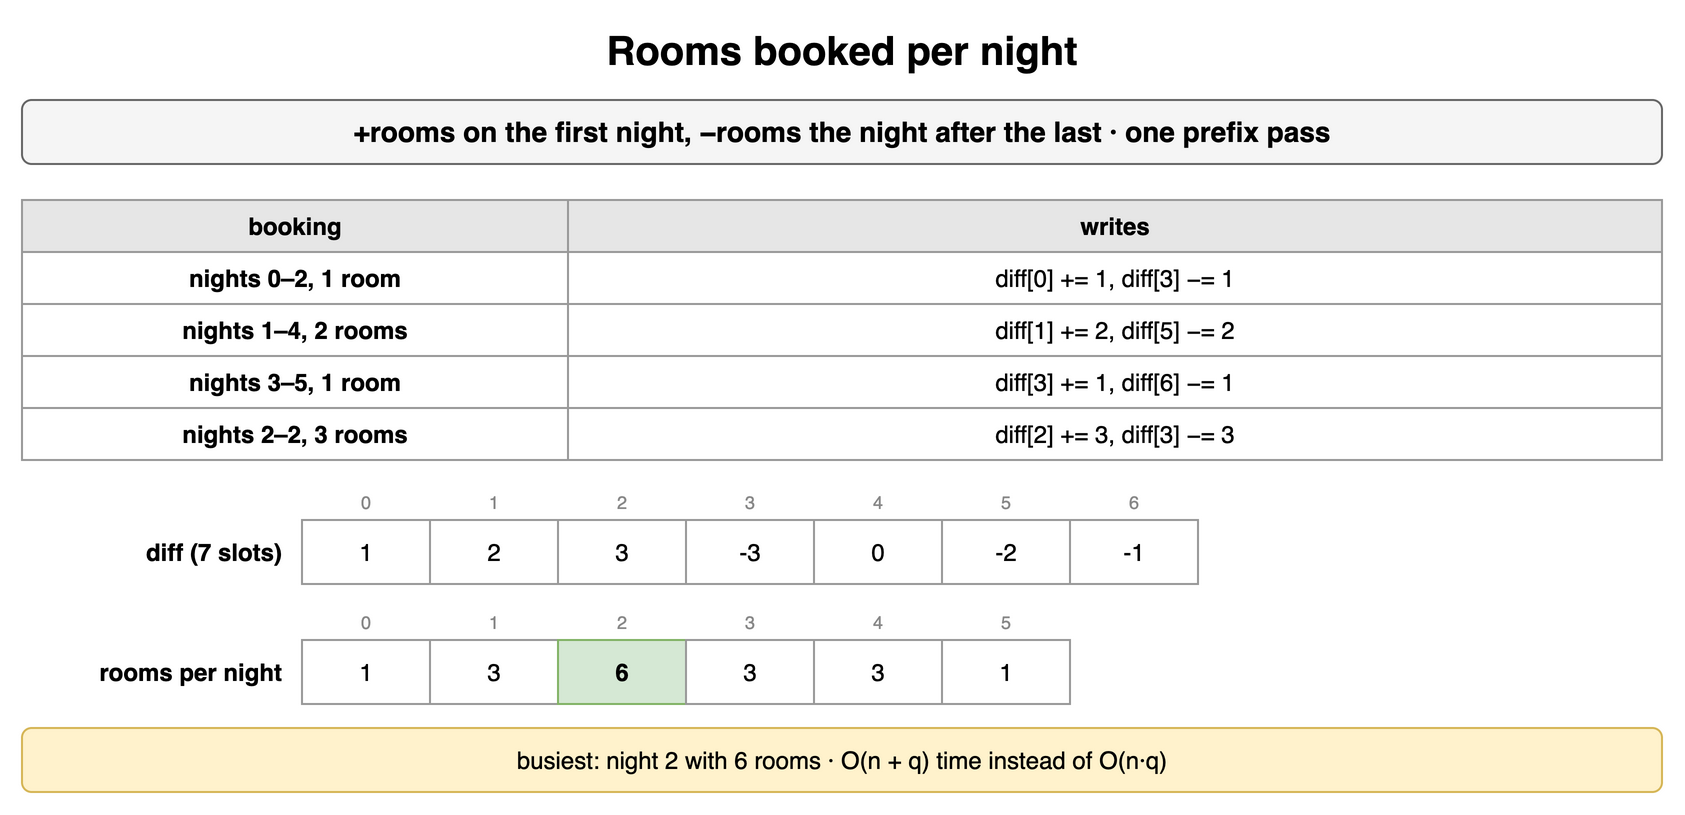 Rooms booked per night
+rooms on the first night, −rooms the night after the last · one prefix pass
booking writes
nights 0–2, 1 room diff[0] += 1, diff[3] −= 1
nights 1–4, 2 rooms diff[1] += 2, diff[5] −= 2
nights 3–5, 1 room diff[3] += 1, diff[6] −= 1
nights 2–2, 3 rooms diff[2] += 3, diff[3] −= 3
0 1 2 3 4 5 6
diff (7 slots) 1 2 3 -3 0 -2 -1
0 1 2 3 4 5
rooms per night 1 3 6 3 3 1
busiest: night 2 with 6 rooms · O(n + q) time instead of O(n·q)